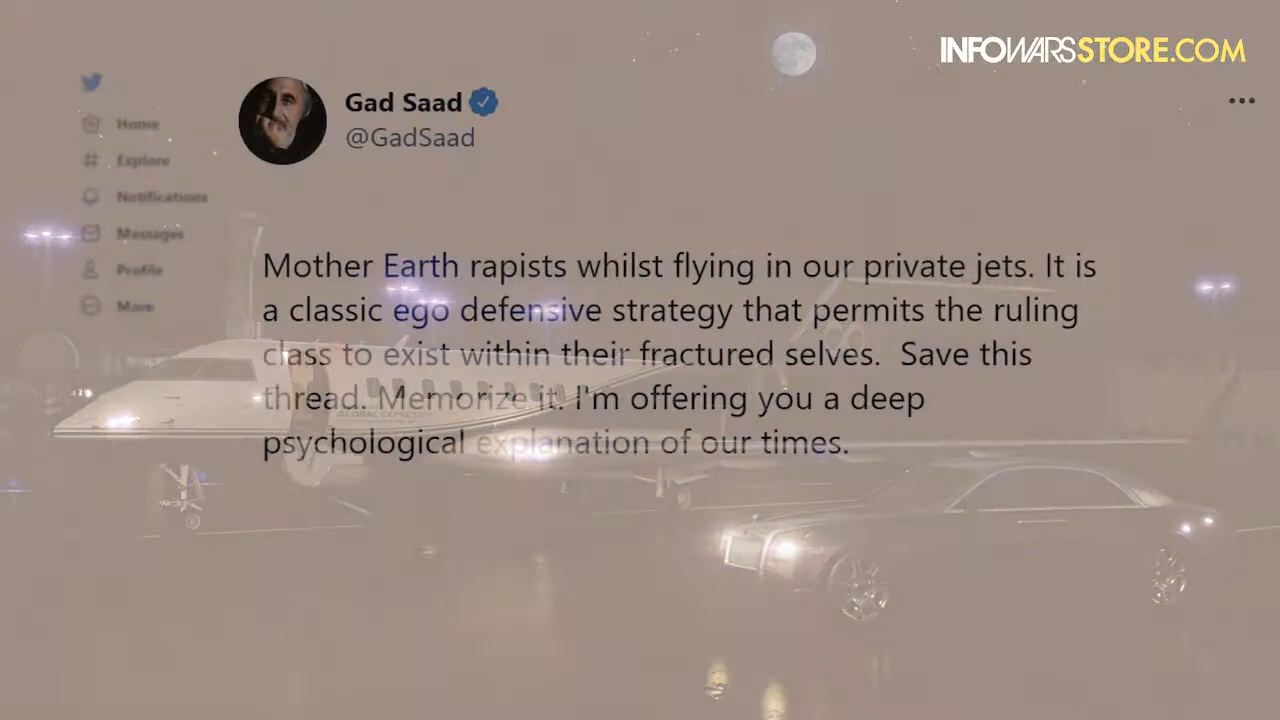 INFOWARSSTORE.COM
Gad Saad
@GadSaad
Home
Explore
Notifications
Messages
Profile
More
Mother Earth rapists whilst flying in our private jets. It is
a classic ego defensive strategy that permits the ruling
class to exist within their fractured selves. Save this
thread. Memorize it. I'm offering you a deep
psychological explanation of our times.
GLOBAL EXPRESS